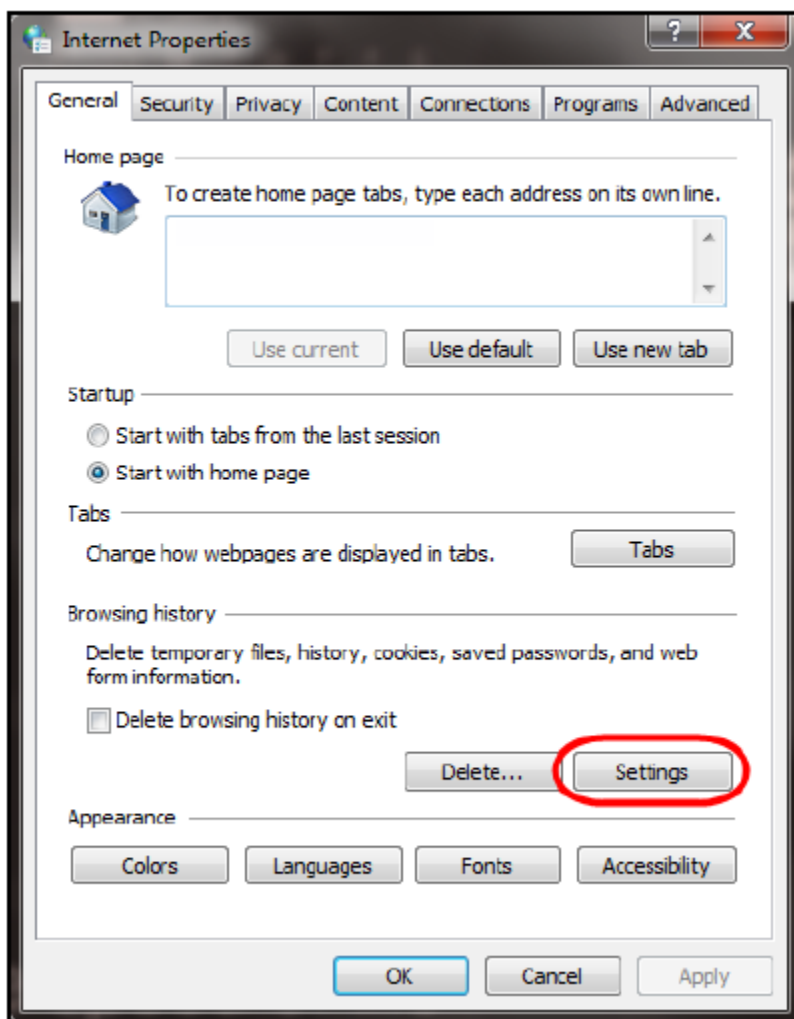 Internet Properties
? X
General Security Privacy Content Connections Programs Advanced
Home page
To create home page tabs, type each address on its own line.
Use current Use default Use new tab
Startup
Start with tabs from the last session
Start with home page
Tabs
Change how webpages are displayed in tabs.
Tabs
Browsing history
Delete temporary files, history, cookies, saved passwords, and web
form information.
Delete browsing history on exit
Delete... Settings
Appearance
Colors Languages Fonts Accessibility
OK Cancel Apply